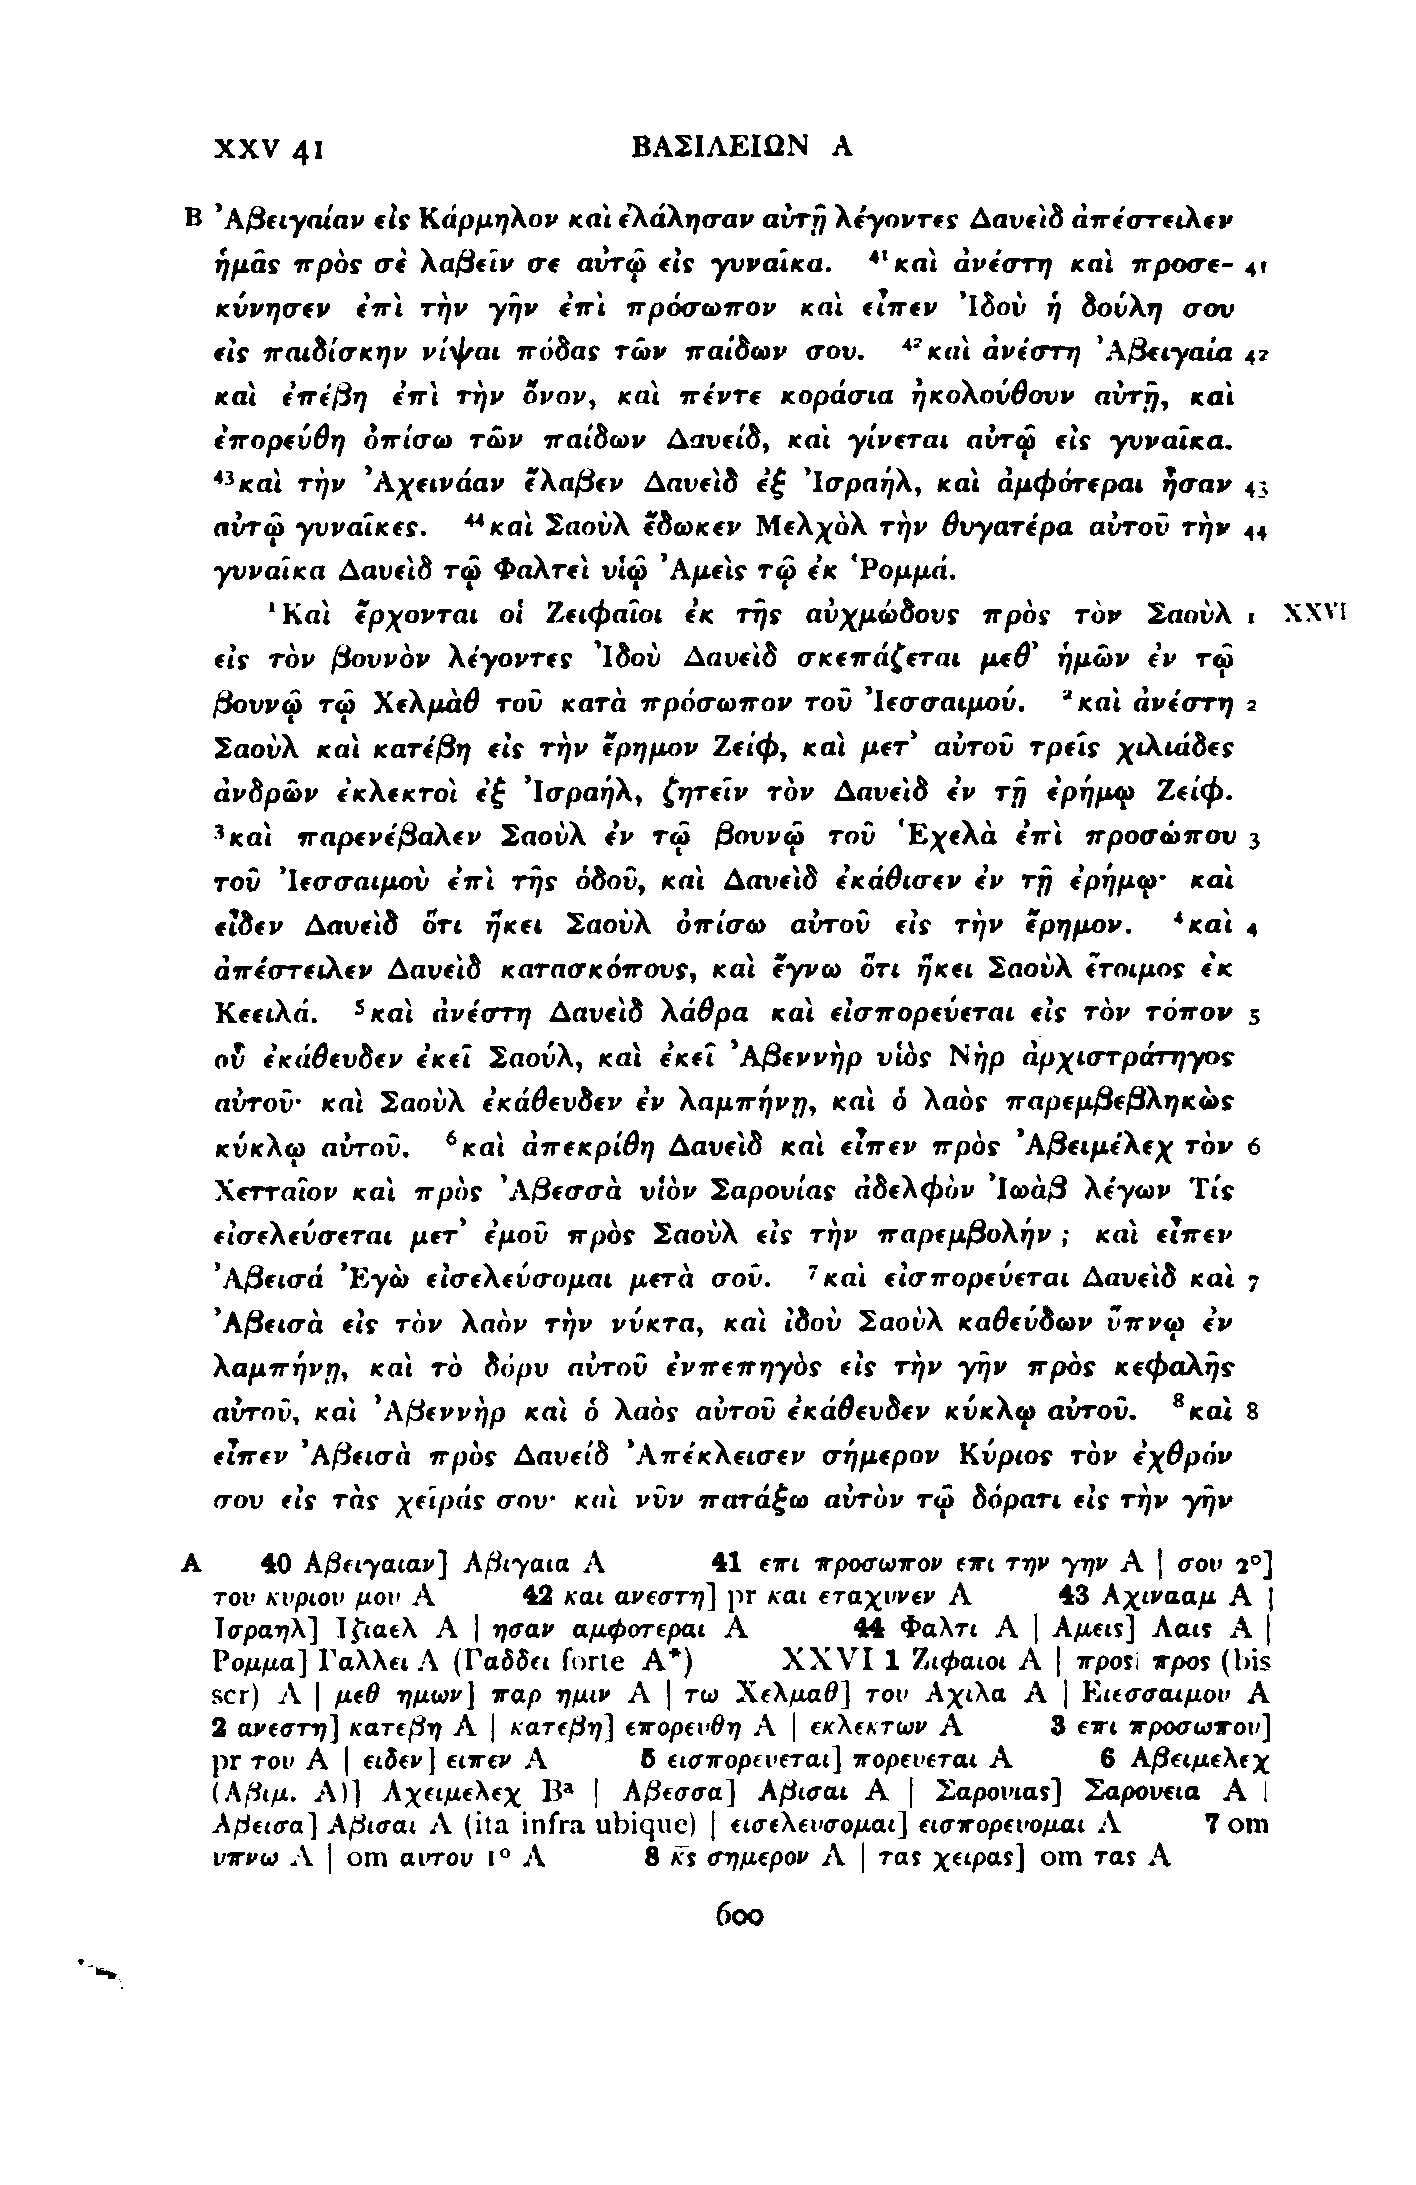 XXV 41 ΒΑΣΙΛΕΙΩΝ Α
B Ἀβειγαίαν εἰς Κάρμηλον καὶ ἐλάλησαν αὐτῇ λέγοντες Δαυεὶδ ἀπέστειλεν
ἡμᾶς πρὸς σὲ λαβεῖν σε αὐτῷ εἰς γυναῖκα. ⁴¹καὶ ἀνέστη καὶ προσε- 41
κύνησεν ἐπὶ τὴν γῆν ἐπὶ πρόσωπον καὶ εἶπεν Ἰδοὺ ἡ δούλη σου
εἰς παιδίσκην νίψαι πόδας τῶν παίδων σου. ⁴²καὶ ἀνέστη Ἀβειγαία 42
καὶ ἐπέβη ἐπὶ τὴν ὄνον, καὶ πέντε κοράσια ἠκολούθουν αὐτῇ, καὶ
ἐπορεύθη ὀπίσω τῶν παίδων Δαυείδ, καὶ γίνεται αὐτῷ εἰς γυναῖκα.
⁴³καὶ τὴν Ἀχεινάαν ἔλαβεν Δαυεὶδ ἐξ Ἰσραήλ, καὶ ἀμφότεραι ἦσαν 43
αὐτῷ γυναῖκες. ⁴⁴καὶ Σαοὺλ ἔδωκεν Μελχὸλ τὴν θυγατέρα αὐτοῦ τὴν 44
γυναῖκα Δαυεὶδ τῷ Φαλτεὶ υἱῷ Ἀμεὶς τῷ ἐκ Ῥομμά.
¹Καὶ ἔρχονται οἱ Ζειφαῖοι ἐκ τῆς αὐχμώδους πρὸς τὸν Σαοὺλ 1 XXVI
εἰς τὸν βουνὸν λέγοντες Ἰδοὺ Δαυεὶδ σκεπάζεται μεθ’ ἡμῶν ἐν τῷ
βουνῷ τῷ Χελμὰθ τοῦ κατὰ πρόσωπον τοῦ Ἰεσσαιμού. ²καὶ ἀνέστη 2
Σαοὺλ καὶ κατέβη εἰς τὴν ἔρημον Ζείφ, καὶ μετ’ αὐτοῦ τρεῖς χιλιάδες
ἀνδρῶν ἐκλεκτοὶ ἐξ Ἰσραήλ, ζητεῖν τὸν Δαυεὶδ ἐν τῇ ἐρήμῳ Ζείφ.
³καὶ παρενέβαλεν Σαοὺλ ἐν τῷ βουνῷ τοῦ Ἑχελὰ ἐπὶ προσώπου 3
τοῦ Ἰεσσαιμοὺ ἐπὶ τῆς ὁδοῦ, καὶ Δαυεὶδ ἐκάθισεν ἐν τῇ ἐρήμῳ· καὶ
εἶδεν Δαυεὶδ ὅτι ἥκει Σαοὺλ ὀπίσω αὐτοῦ εἰς τὴν ἔρημον. ⁴καὶ 4
ἀπέστειλεν Δαυεὶδ κατασκόπους, καὶ ἔγνω ὅτι ἥκει Σαοὺλ ἕτοιμος ἐκ
Κεειλά. ⁵καὶ ἀνέστη Δαυεὶδ λάθρα καὶ εἰσπορεύεται εἰς τὸν τόπον 5
οὗ ἐκάθευδεν ἐκεῖ Σαούλ, καὶ ἐκεῖ Ἀβεννὴρ υἱὸς Νὴρ ἀρχιστράτηγος
αὐτοῦ· καὶ Σαοὺλ ἐκάθευδεν ἐν λαμπήνῃ, καὶ ὁ λαὸς παρεμβεβληκὼς
κύκλῳ αὐτοῦ. ⁶καὶ ἀπεκρίθη Δαυεὶδ καὶ εἶπεν πρὸς Ἀβειμέλεχ τὸν 6
Χετταῖον καὶ πρὸς Ἀβεσσὰ υἱὸν Σαρουίας ἀδελφὸν Ἰωὰβ λέγων Τίς
εἰσελεύσεται μετ’ ἐμοῦ πρὸς Σαοὺλ εἰς τὴν παρεμβολήν ; καὶ εἶπεν
Ἀβεισά Ἐγὼ εἰσελεύσομαι μετὰ σοῦ. ⁷καὶ εἰσπορεύεται Δαυεὶδ καὶ 7
Ἀβεισὰ εἰς τὸν λαὸν τὴν νύκτα, καὶ ἰδοὺ Σαοὺλ καθεύδων ὕπνῳ ἐν
λαμπήνῃ, καὶ τὸ δόρυ αὐτοῦ ἐνπεπηγὸς εἰς τὴν γῆν πρὸς κεφαλῆς
αὐτοῦ, καὶ Ἀβεννὴρ καὶ ὁ λαὸς αὐτοῦ ἐκάθευδεν κύκλῳ αὐτοῦ. ⁸καὶ 8
εἶπεν Ἀβεισὰ πρὸς Δαυείδ Ἀπέκλεισεν σήμερον Κύριος τὸν ἐχθρόν
σου εἰς τὰς χεῖράς σου· καὶ νῦν πατάξω αὐτὸν τῷ δόρατι εἰς τὴν γῆν
A 40 Αβειγαιαν] Αβιγαια A 41 επι προσωπον επι την γην A | σου 2°]
του κυριου μου A 42 και ανεστη] pr και εταχυνεν A 43 Αχινααμ A |
Ισραηλ] Ιζιαελ A | ησαν αμφοτεραι A 44 Φαλτι A | Αμεις] Λαις A |
Ρομμα] Γαλλει A (Γαδδει forte A*) XXVI 1 Ζιφαιοι A | προς] προς (bis
scr) A | μεθ ημων] παρ ημιν A | τω Χελμαθ] του Αχιλα A | Ειεσσαιμου A
2 ανεστη] κατεβη A | κατεβη] επορευθη A | εκλεκτων A 3 επι προσωπου]
pr του A | ειδεν] ειπεν A 5 εισπορευεται] πορευεται A 6 Αβειμελεχ
(Αβιμ. A)] Αχειμελεχ Bᵃ | Αβεσσα] Αβισαι A | Σαρουιας] Σαρουεια A |
Αβεισα] Αβισαι A (ita infra ubique) | εισελευσομαι] εισπορευομαι A 7 om
υπνω A | om αυτου 1° A 8 κ̅ς̅ σημερον A | τας χειρας] om τας A
600